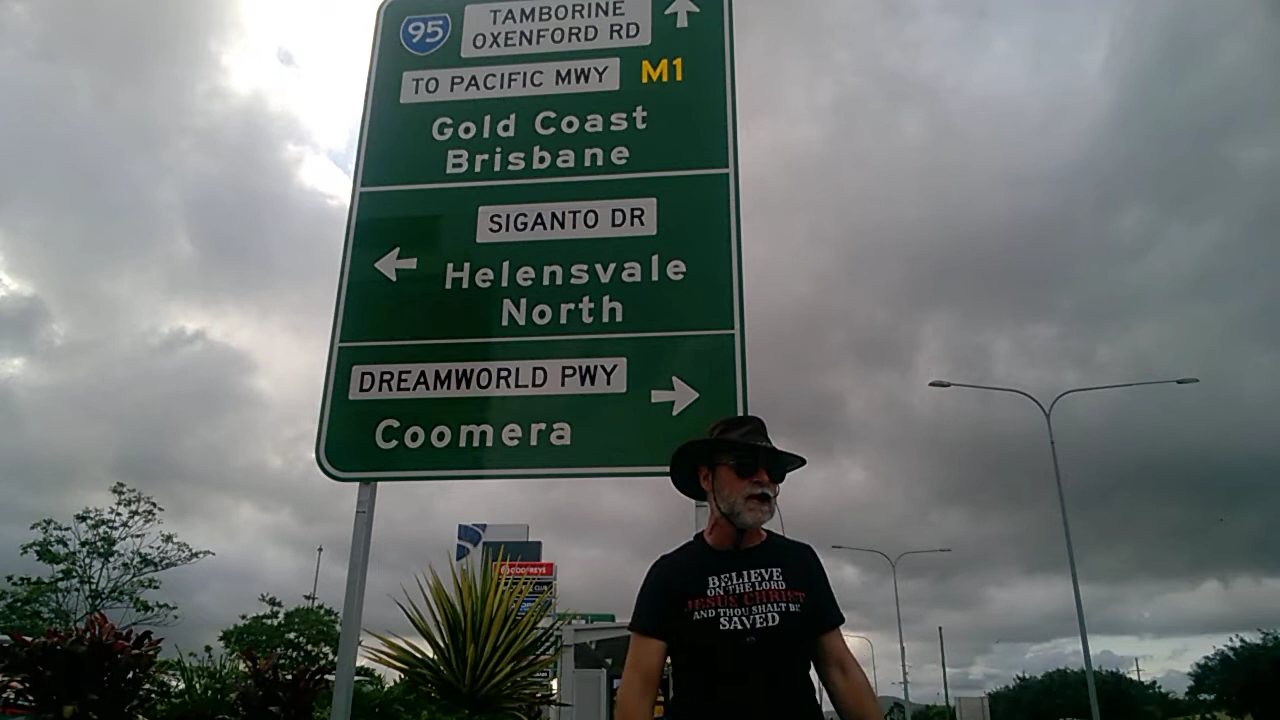 95
TAMBORINE
OXENFORD RD
TO PACIFIC MWY M1
Gold Coast
Brisbane
SIGANTO DR
Helensvale
North
DREAMWORLD PWY
Coomera
GODFREYS
BELIEVE
ON THE LORD
JESUS CHRIST
AND THOU SHALT BE
SAVED